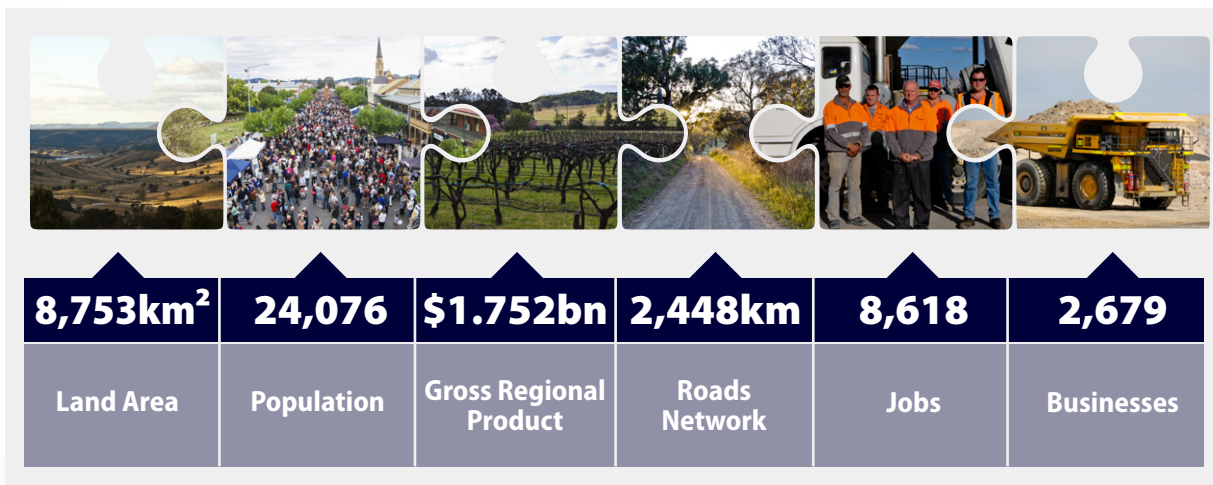 8,753km²
24,076
$1.752bn
2,448km
8,618
2,679
Land Area
Population
Gross Regional
Product
Roads
Network
Jobs
Businesses